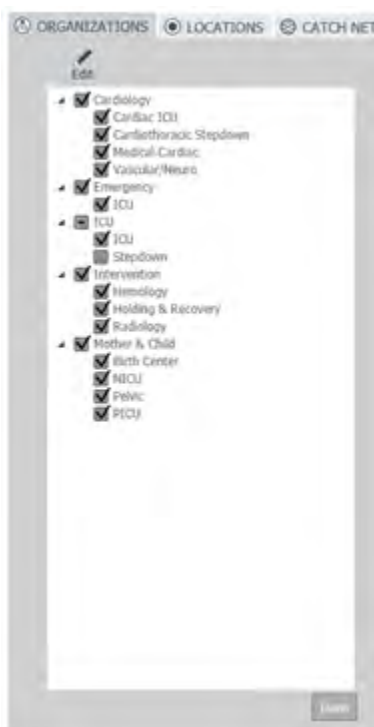 ORGANIZATIONS LOCATIONS CATCH NET
Edit
Cardiology
Cardiac ICU
Cardiothoracic Stepdown
Medical-Cardiac
Vascular/Neuro
Emergency
ICU
ICU
ICU
Stepdown
Intervention
Hemology
Holding & Recovery
Radiology
Mother & Child
Birth Center
NICU
Pelvic
PICU